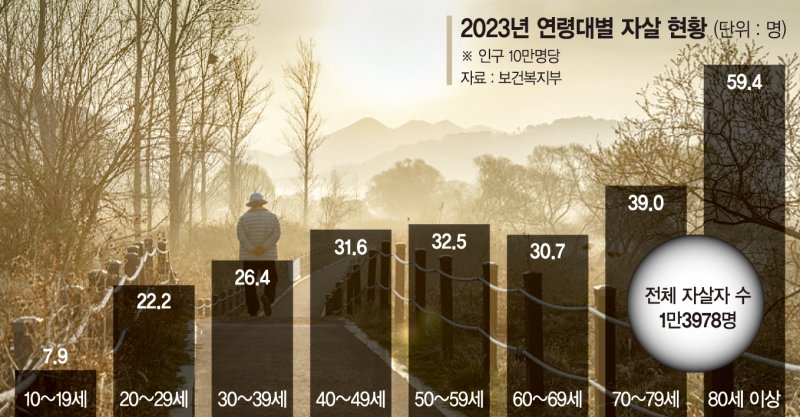 2023년 연령대별 자살 현황 (단위 : 명)
※ 인구 10만명당
자료 : 보건복지부
7.9
22.2
26.4
31.6
32.5
30.7
39.0
59.4
전체 자살자 수
1만3978명
10~19세
20~29세
30~39세
40~49세
50~59세
60~69세
70~79세
80세 이상